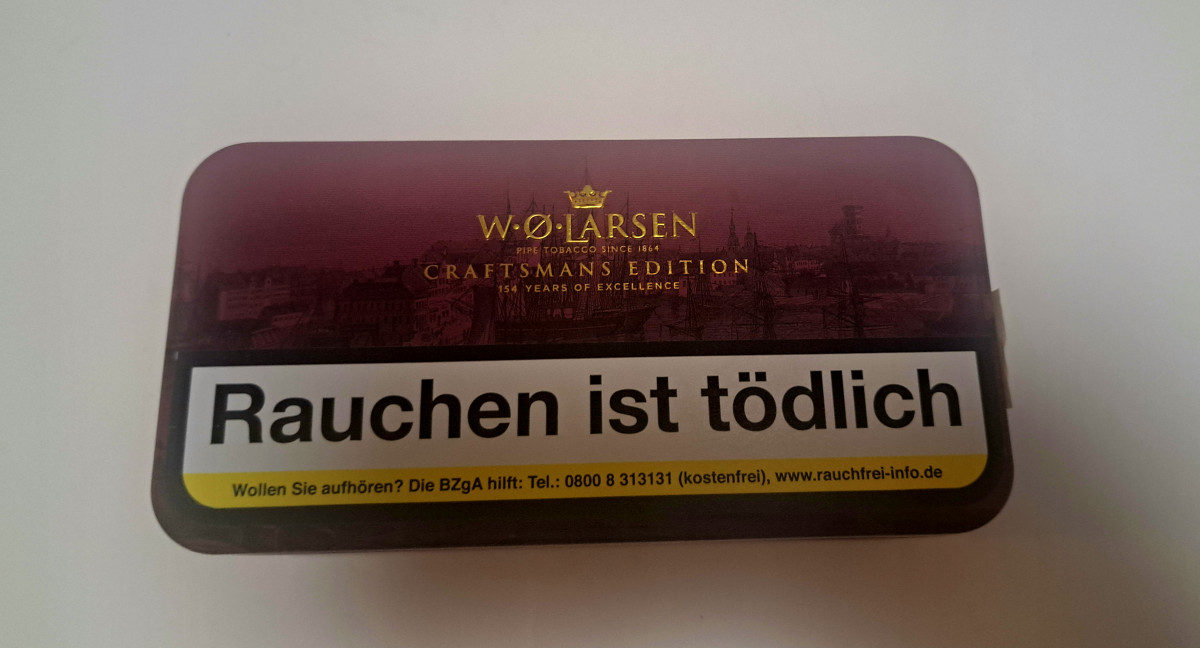 W·Ø·LARSEN
PIPE TOBACCO SINCE 1864
CRAFTSMANS EDITION
154 YEARS OF EXCELLENCE
Rauchen ist tödlich
Wollen Sie aufhören? Die BZgA hilft: Tel.: 0800 8 313131 (kostenfrei), www.rauchfrei-info.de